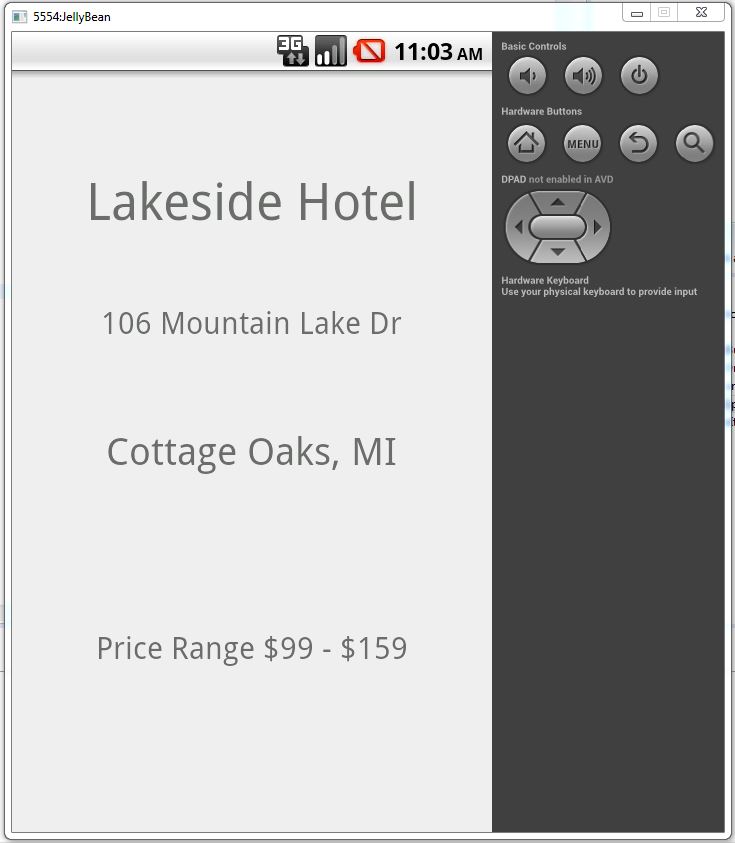 5554:JellyBean
3G 11:03 AM
Lakeside Hotel
106 Mountain Lake Dr
Cottage Oaks, MI
Price Range $99 - $159
Basic Controls
Hardware Buttons
MENU
DPAD not enabled in AVD
Hardware Keyboard
Use your physical keyboard to provide input